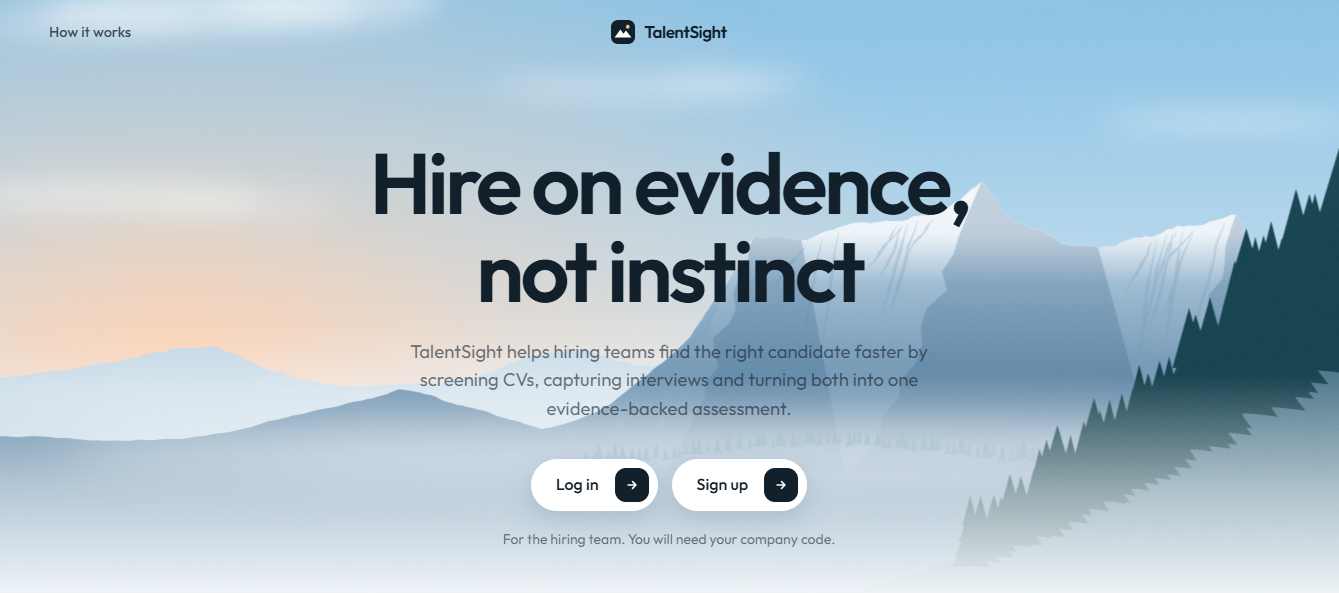 How it works
TalentSight
Hire on evidence,
not instinct
TalentSight helps hiring teams find the right candidate faster by
screening CVs, capturing interviews and turning both into one
evidence-backed assessment.
Log in
Sign up
For the hiring team. You will need your company code.